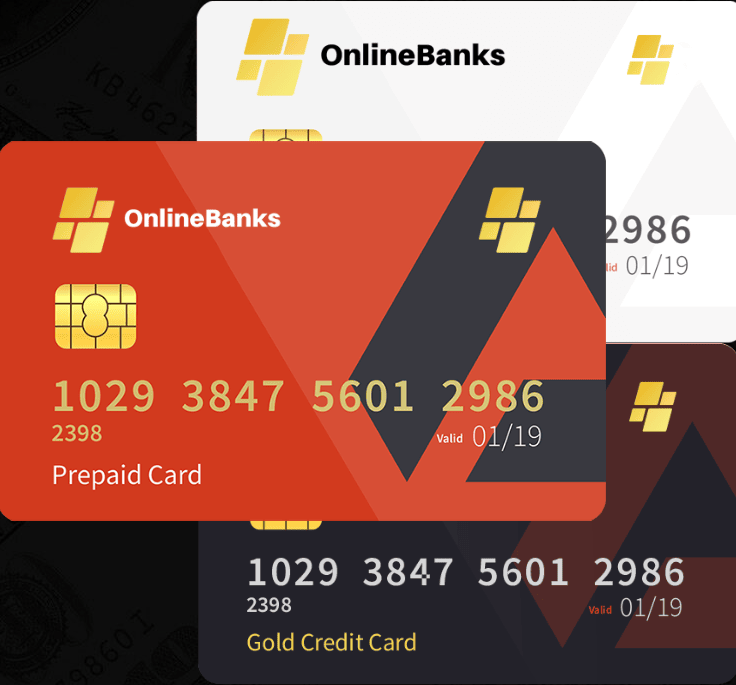 OnlineBanks
2986
01/19
OnlineBanks
1029 3847 5601 2986
2398
Valid 01/19
Prepaid Card
1029 3847 5601 2986
2398
Valid 01/19
Gold Credit Card